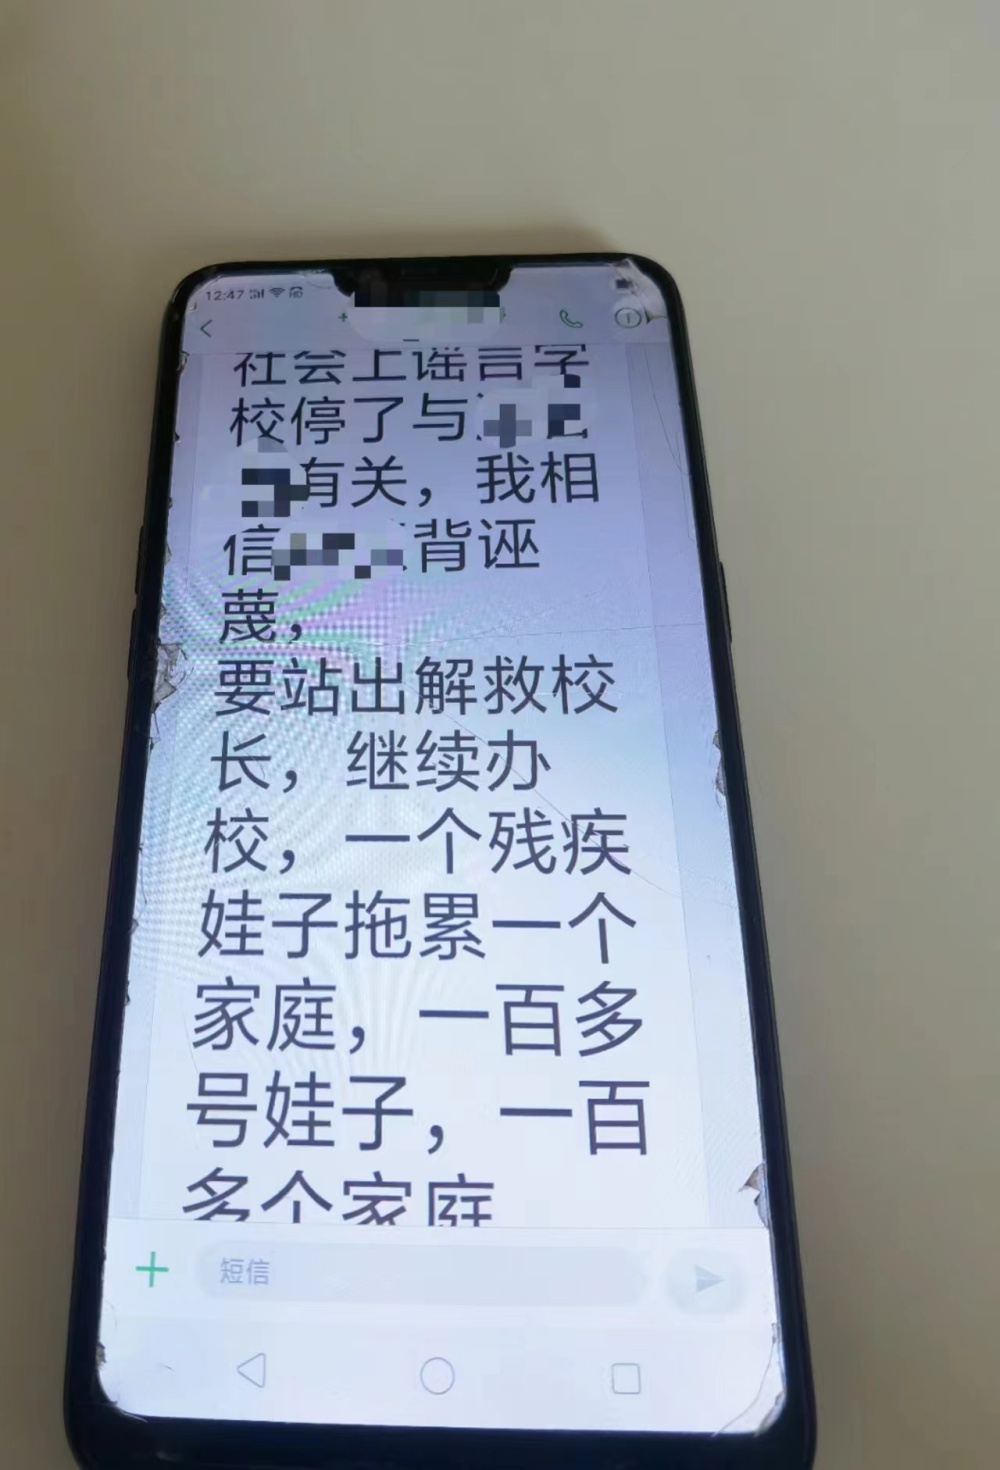 12:47
社会上谣言学
校停了与
有关，我相
信 背诬
蔑，
要站出解救校
长，继续办
校，一个残疾
娃子拖累一个
家庭，一百多
号娃子，一百
多个家庭
短信